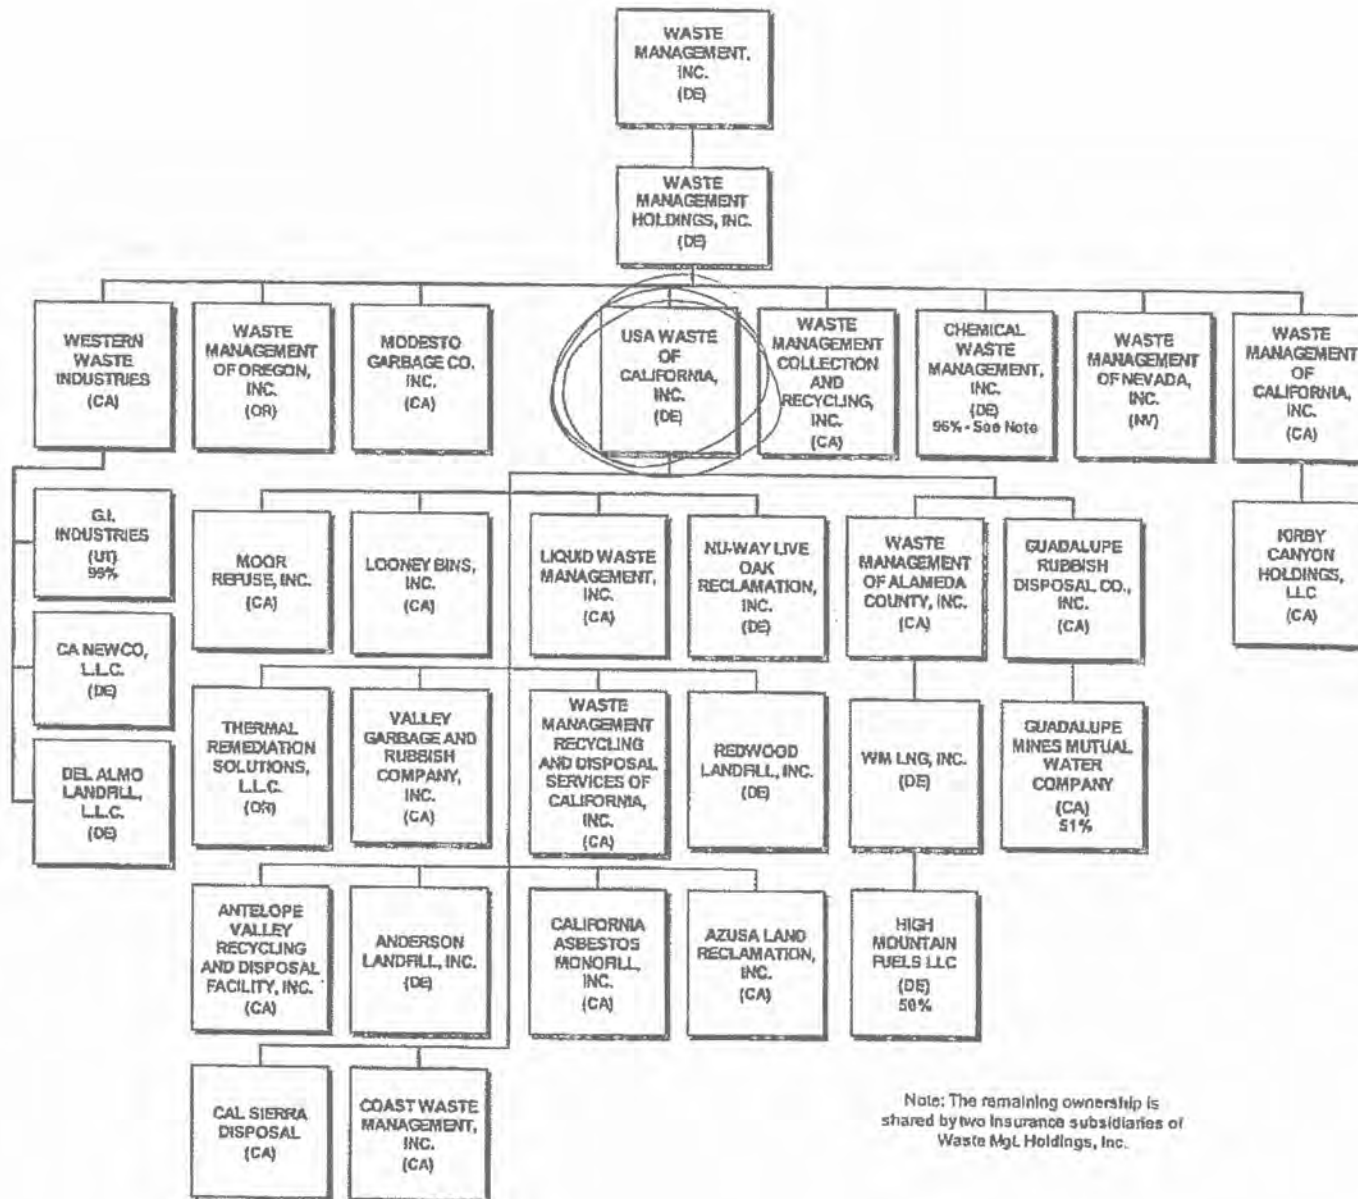 WASTE
MANAGEMENT,
INC.
(DE)
WASTE
MANAGEMENT
HOLDINGS, INC.
(DE)
WESTERN
WASTE
INDUSTRIES
(CA)
WASTE
MANAGEMENT
OF OREGON,
INC.
(OR)
MODESTO
GARBAGE CO.
INC.
(CA)
USA WASTE
OF
CALIFORNIA,
INC.
(DE)
WASTE
MANAGEMENT
COLLECTION
AND
RECYCLING,
INC.
(CA)
CHEMICAL
WASTE
MANAGEMENT,
INC.
(DE)
96% - See Note
WASTE
MANAGEMENT
OF NEVADA,
INC.
(NV)
WASTE
MANAGEMENT
OF
CALIFORNIA,
INC.
(CA)
G.I.
INDUSTRIES
(UT)
99%
CA NEWCO,
L.L.C.
(DE)
DEL ALMO
LANDFILL,
L.L.C.
(DE)
MOOR
REFUSE, INC.
(CA)
LOONEY BINS,
INC.
(CA)
LIQUID WASTE
MANAGEMENT,
INC.
(CA)
NU-WAY LIVE
OAK
RECLAMATION,
INC.
(DE)
WASTE
MANAGEMENT
OF ALAMEDA
COUNTY, INC.
(CA)
GUADALUPE
RUBBISH
DISPOSAL CO.,
INC.
(CA)
KIRBY
CANYON
HOLDINGS,
LLC
(CA)
THERMAL
REMEDIATION
SOLUTIONS,
L.L.C.
(OR)
VALLEY
GARBAGE AND
RUBBISH
COMPANY,
INC.
(CA)
WASTE
MANAGEMENT
RECYCLING
AND DISPOSAL
SERVICES OF
CALIFORNIA,
INC.
(CA)
REDWOOD
LANDFILL, INC.
(DE)
WM LNG, INC.
(DE)
GUADALUPE
MINES MUTUAL
WATER
COMPANY
(CA)
51%
ANTELOPE
VALLEY
RECYCLING
AND DISPOSAL
FACILITY, INC.
(CA)
ANDERSON
LANDFILL, INC.
(DE)
CALIFORNIA
ASBESTOS
MONOFILL,
INC.
(CA)
AZUSA LAND
RECLAMATION,
INC.
(CA)
HIGH
MOUNTAIN
FUELS LLC
(DE)
50%
CAL SIERRA
DISPOSAL
(CA)
COAST WASTE
MANAGEMENT,
INC.
(CA)
Note: The remaining ownership is
shared by two insurance subsidiaries of
Waste Mgt. Holdings, Inc.